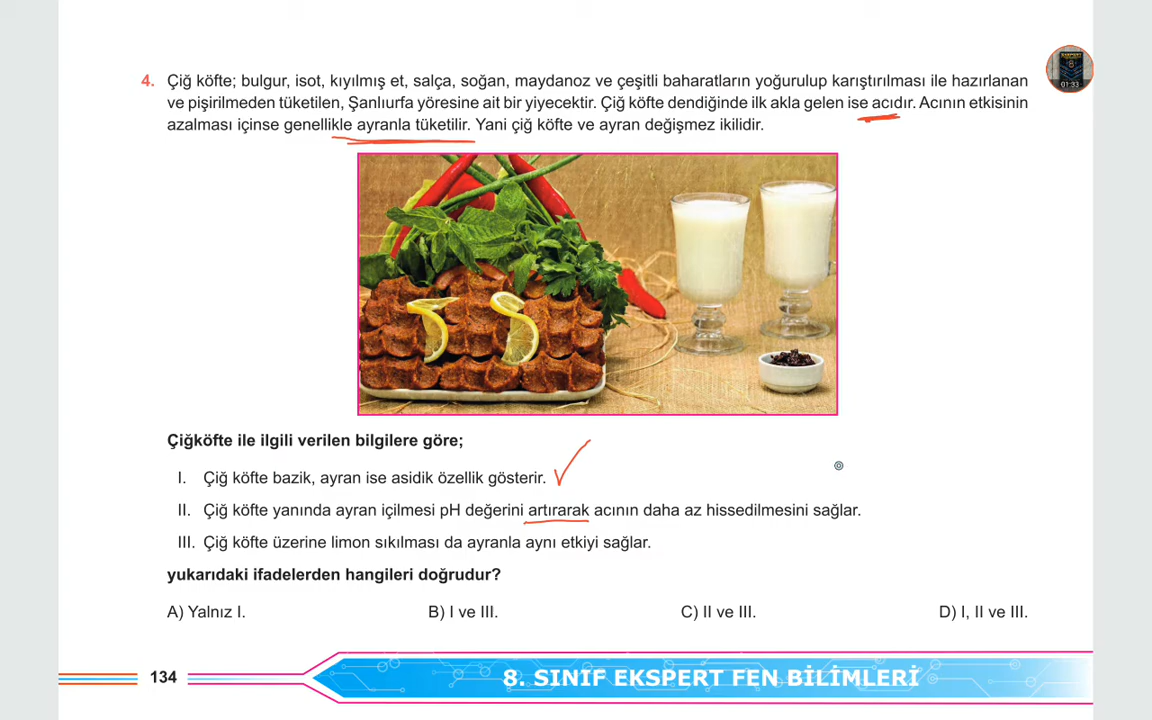 4. Çiğ köfte; bulgur, isot, kıyılmış et, salça, soğan, maydanoz ve çeşitli baharatların yoğurulup karıştırılması ile hazırlanan
ve pişirilmeden tüketilen, Şanlıurfa yöresine ait bir yiyecektir. Çiğ köfte dendiğinde ilk akla gelen ise acıdır. Acının etkisinin
azalması içinse genellikle ayranla tüketilir. Yani çiğ köfte ve ayran değişmez ikilidir.
Çiğköfte ile ilgili verilen bilgilere göre;
I. Çiğ köfte bazik, ayran ise asidik özellik gösterir.
II. Çiğ köfte yanında ayran içilmesi pH değerini artırarak acının daha az hissedilmesini sağlar.
III. Çiğ köfte üzerine limon sıkılması da ayranla aynı etkiyi sağlar.
yukarıdaki ifadelerden hangileri doğrudur?
A) Yalnız I. B) I ve III. C) II ve III. D) I, II ve III.
134 8. SINIF EKSPERT FEN BİLİMLERİ
8
01:33